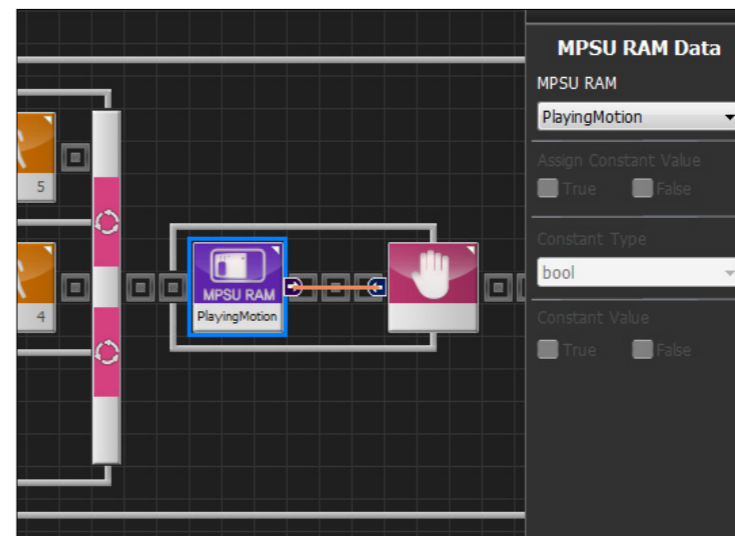 MPSU RAM Data
MPSU RAM
PlayingMotion
Assign Constant Value
True False
Constant Type
bool
Constant Value
True False
5
4
MPSU RAM
PlayingMotion